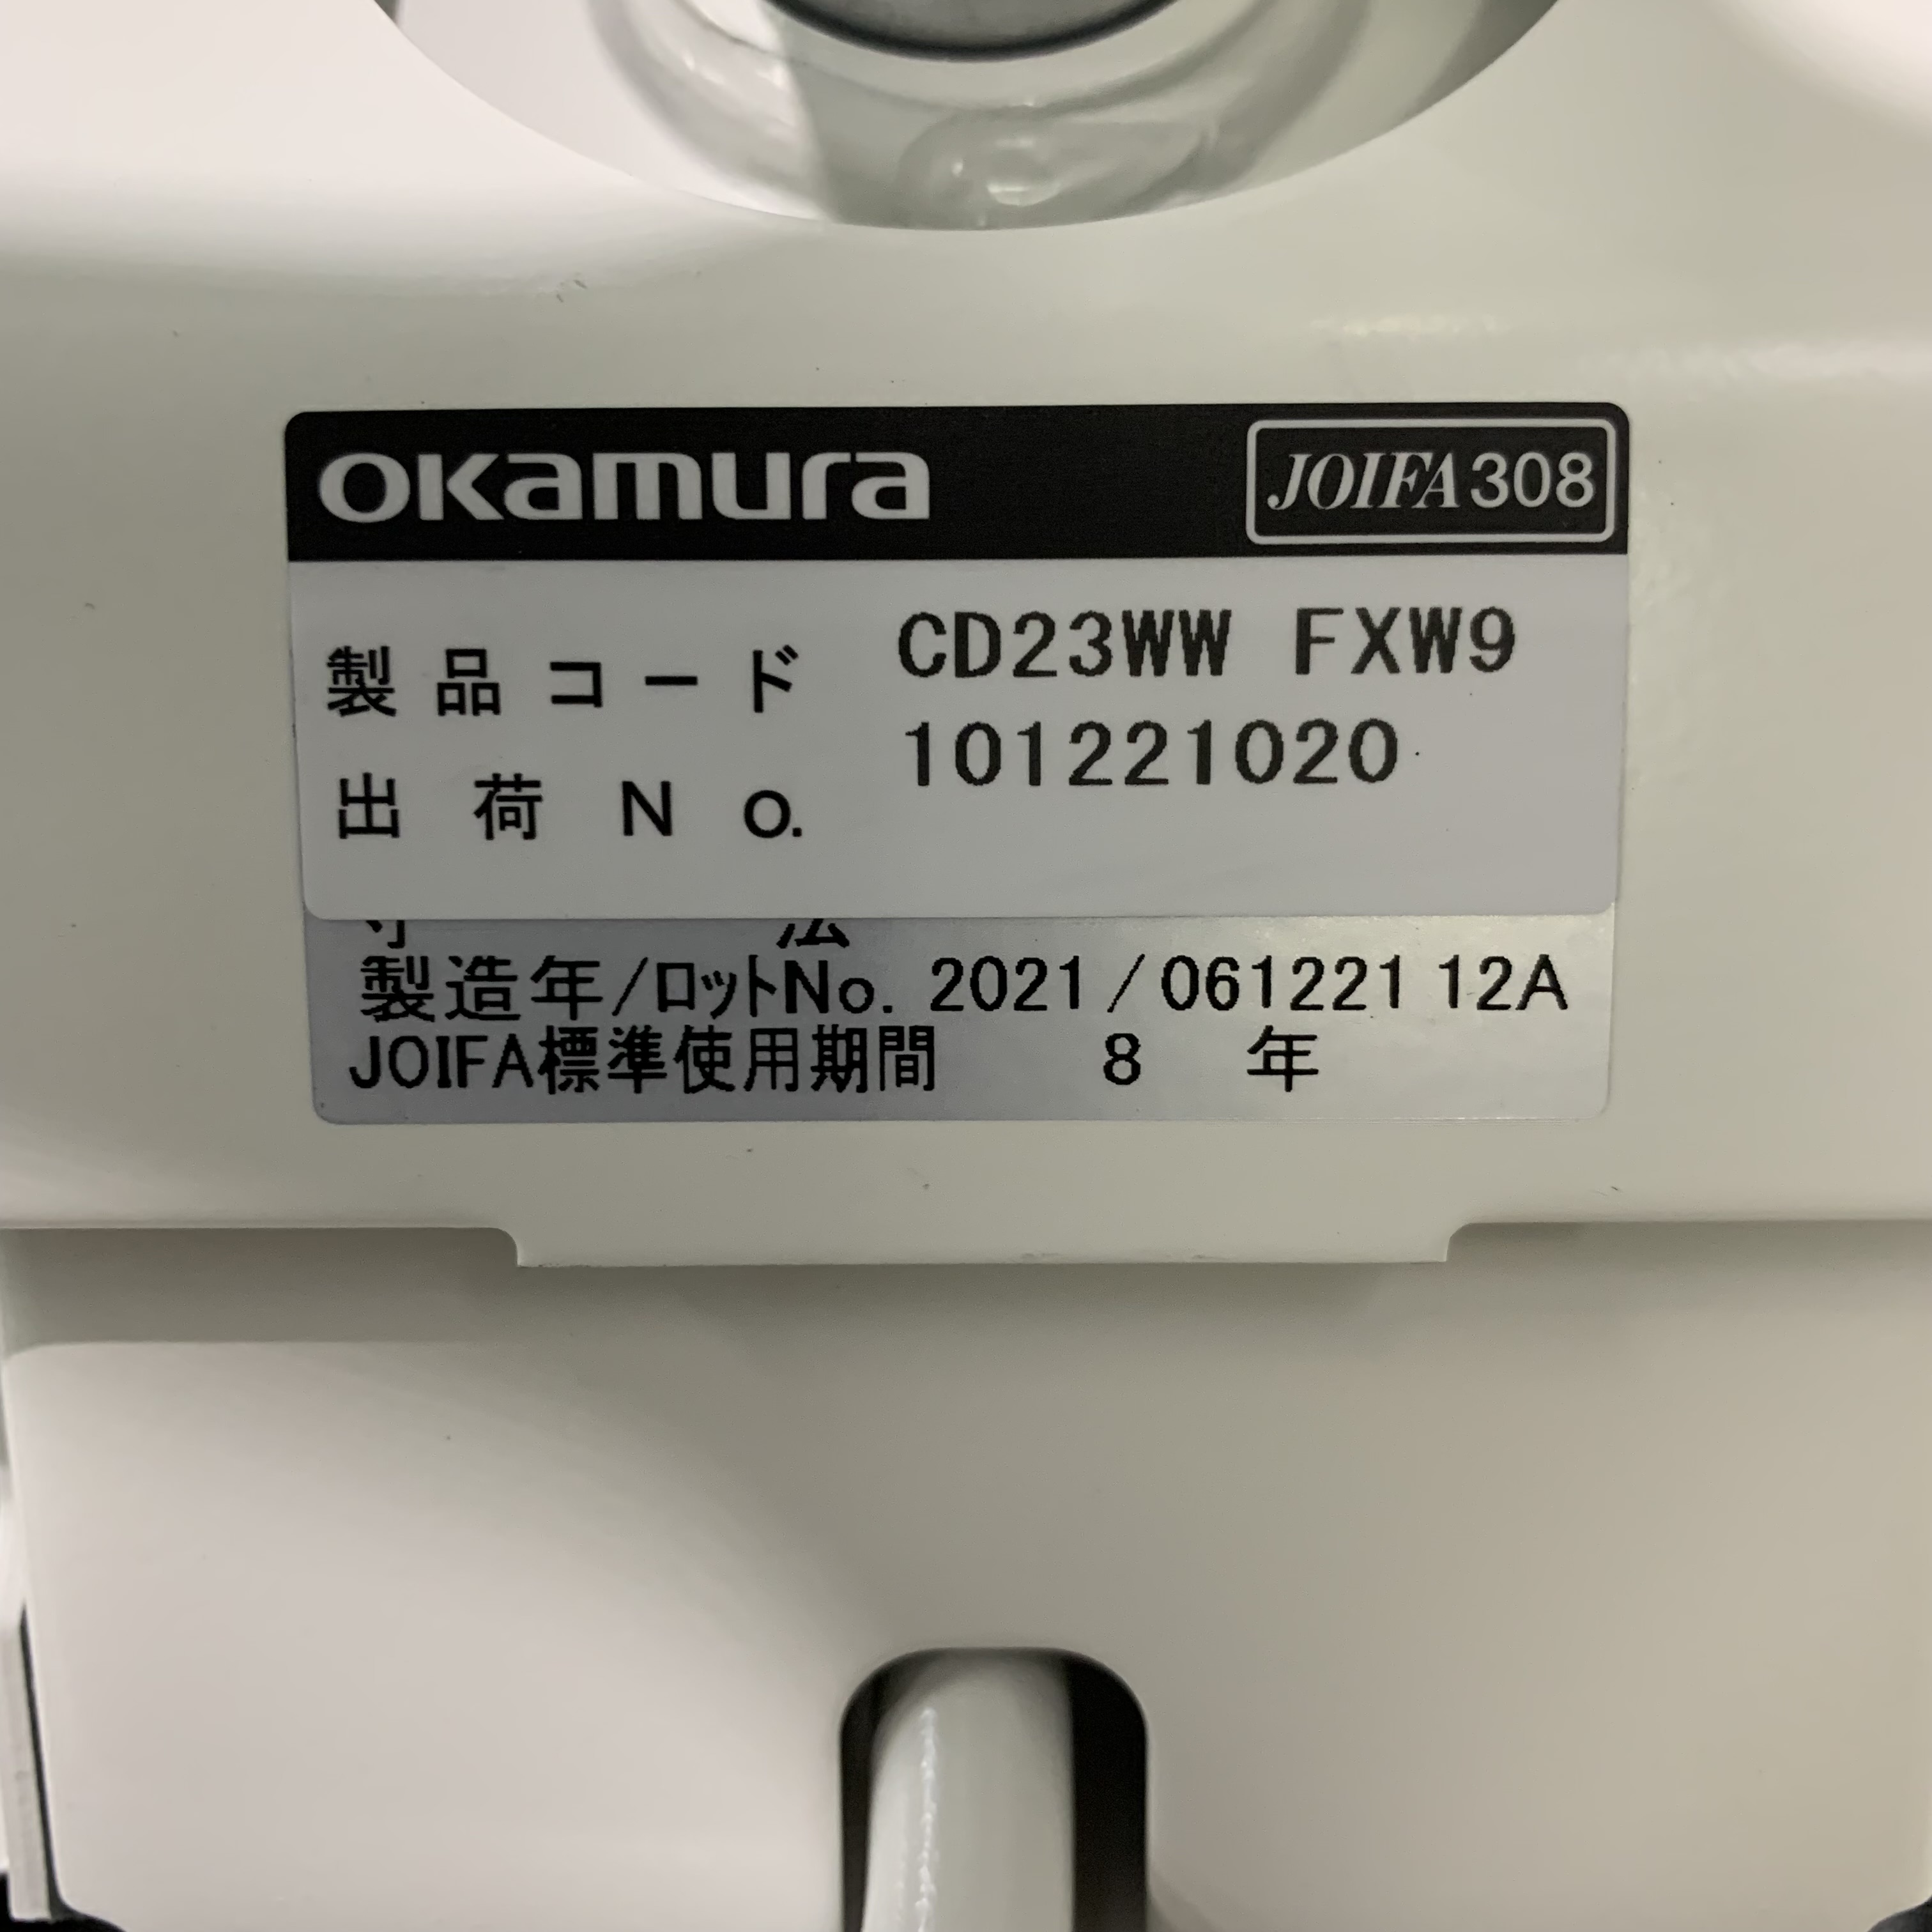 OKamura JOIFA308
製品コード CD23WW FXW9
出荷No. 101221020
寸法
製造年/ロットNo. 2021/061221 12A
JOIFA標準使用期間 8 年